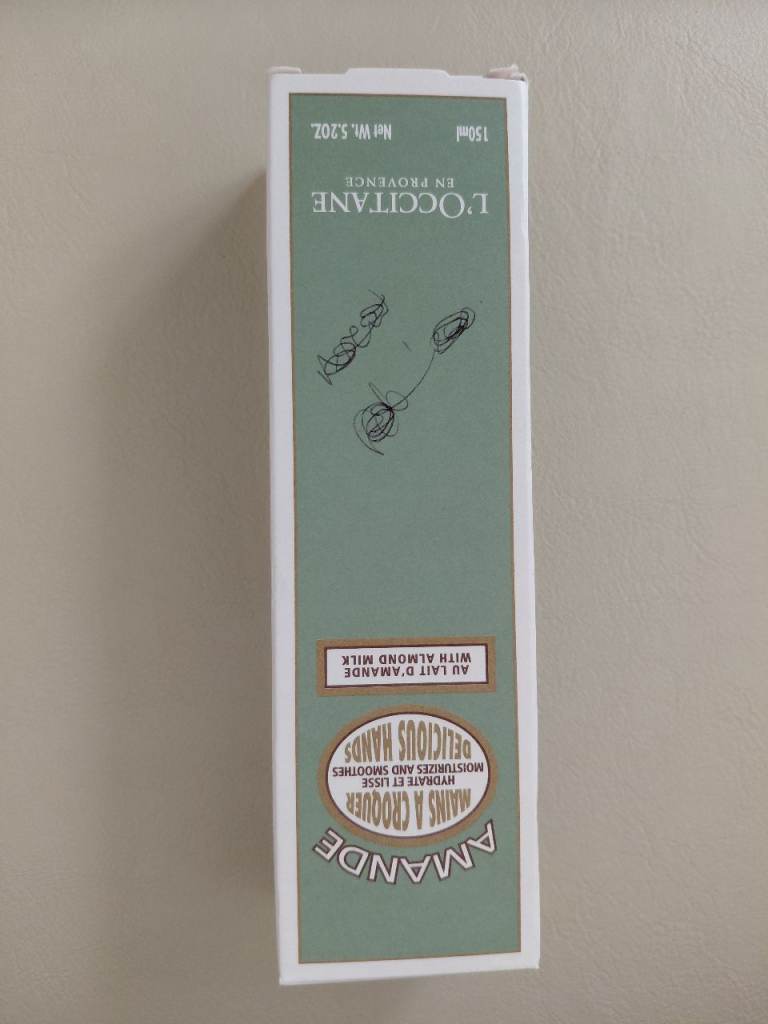 AMANDE
MAINS A CROQUER
HYDRATE ET LISSE
MOISTURIZES AND SMOOTHES
DELICIOUS HANDS
AU LAIT D'AMANDE
WITH ALMOND MILK
L'OCCITANE
EN PROVENCE
150ml Net Wt. 5.2OZ.